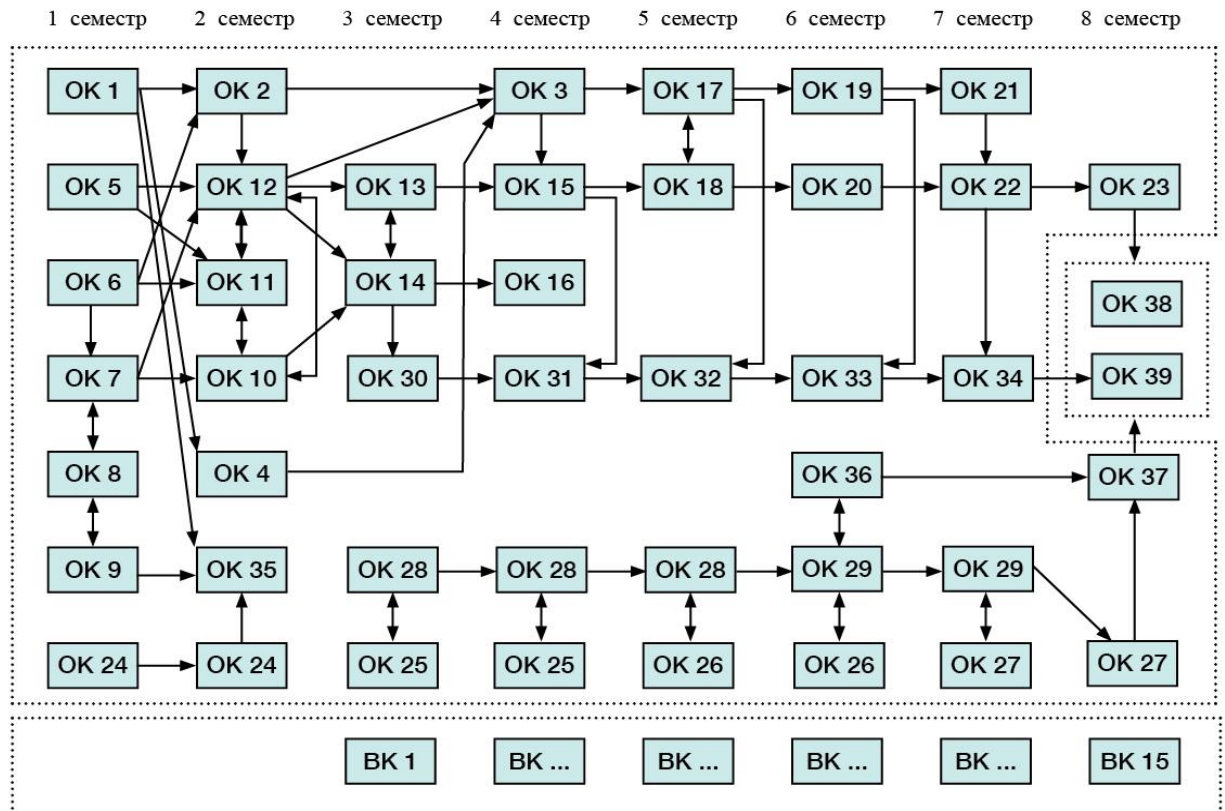 1 семестр 2 семестр 3 семестр 4 семестр 5 семестр 6 семестр 7 семестр 8 семестр
ОК 1 ОК 2 ОК 3 ОК 17 ОК 19 ОК 21
ОК 5 ОК 12 ОК 13 ОК 15 ОК 18 ОК 20 ОК 22 ОК 23
ОК 6 ОК 11 ОК 14 ОК 16 ОК 38
ОК 7 ОК 10 ОК 30 ОК 31 ОК 32 ОК 33 ОК 34 ОК 39
ОК 8 ОК 4 ОК 36 ОК 37
ОК 9 ОК 35 ОК 28 ОК 28 ОК 28 ОК 29 ОК 29
ОК 24 ОК 24 ОК 25 ОК 25 ОК 26 ОК 26 ОК 27 ОК 27
ВК 1 ВК ... ВК ... ВК ... ВК ... ВК 15